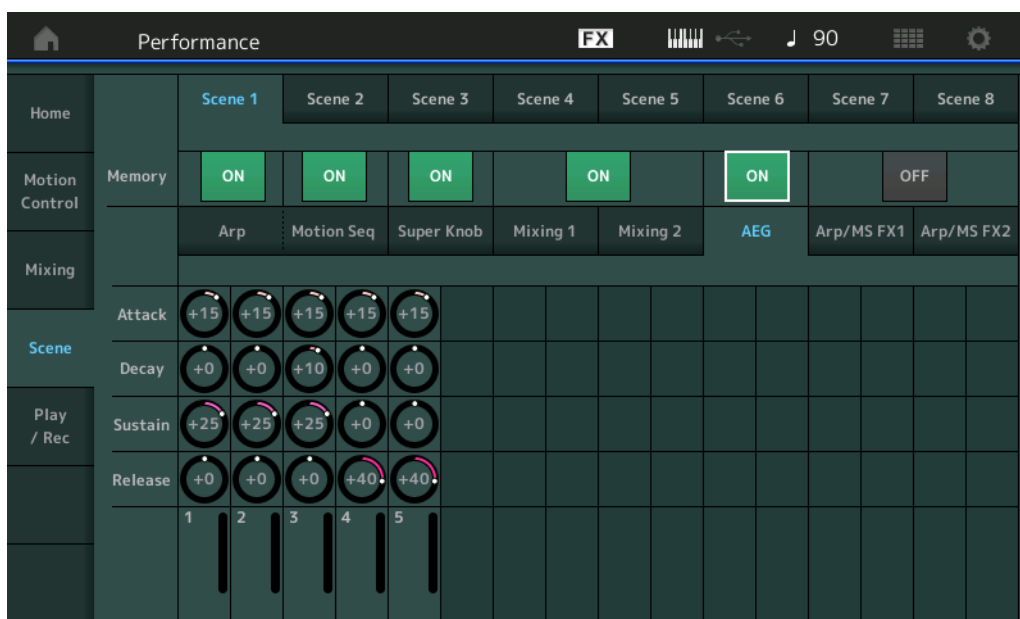 Performance FX 90
Scene 1 Scene 2 Scene 3 Scene 4 Scene 5 Scene 6 Scene 7 Scene 8
Home
Memory ON ON ON ON ON OFF
Motion
Control
Arp Motion Seq Super Knob Mixing 1 Mixing 2 AEG Arp/MS FX1 Arp/MS FX2
Mixing
Attack +15 +15 +15 +15 +15
Scene
Decay +0 +0 +10 +0 +0
Play
/ Rec
Sustain +25 +25 +25 +0 +0
Release +0 +0 +0 +40 +40
1 2 3 4 5